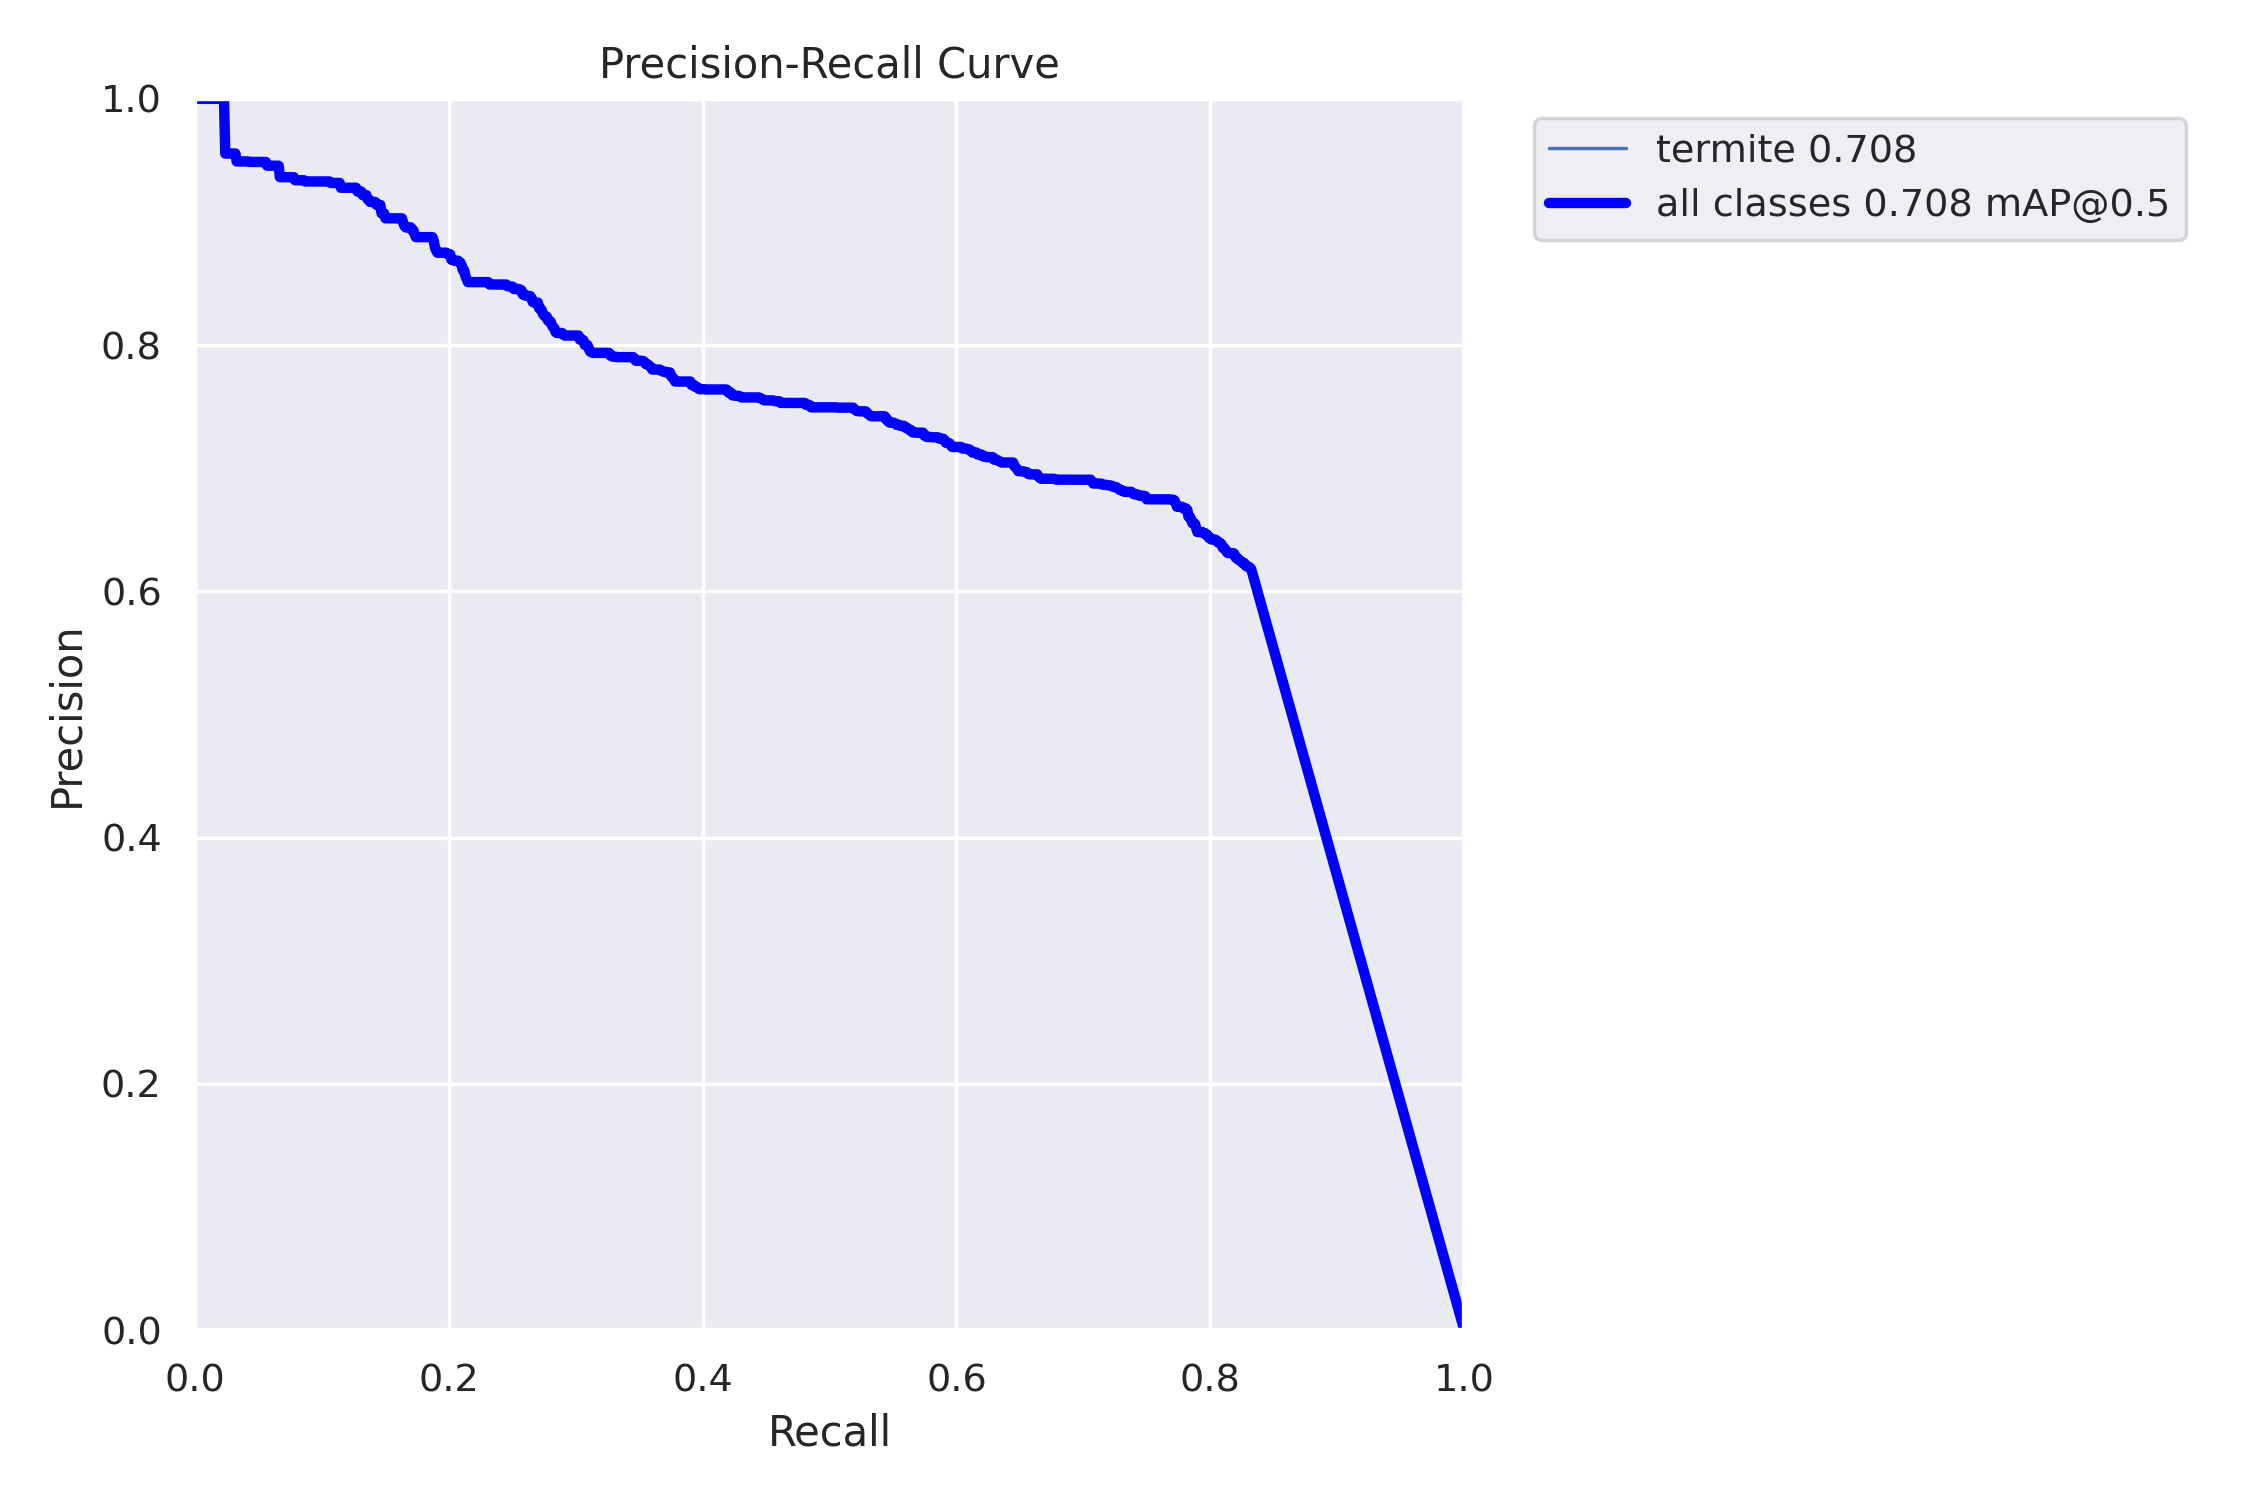 Precision-Recall Curve
1.0
0.8
0.6
0.4
0.2
0.0
Precision
0.0 0.2 0.4 0.6 0.8 1.0
Recall
termite 0.708
all classes 0.708 mAP@0.5